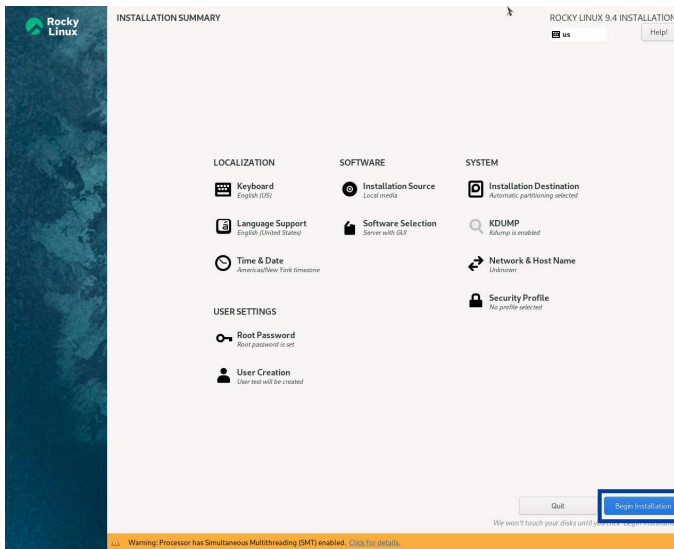 Rocky
Linux
INSTALLATION SUMMARY
ROCKY LINUX 9.4 INSTALLATION
us
Help!
LOCALIZATION
SOFTWARE
SYSTEM
Keyboard
English (US)
Installation Source
Local media
Installation Destination
Automatic partitioning selected
Language Support
English (United States)
Software Selection
Server with GUI
KDUMP
Kdump is enabled
Time & Date
Americas/New York timezone
Network & Host Name
Unknown
Security Profile
No profile selected
USER SETTINGS
Root Password
Root password is set
User Creation
User test will be created
Quit
Begin Installation
We won't touch your disks until you click 'Begin Installation'
Warning: Processor has Simultaneous Multithreading (SMT) enabled. Click for details.